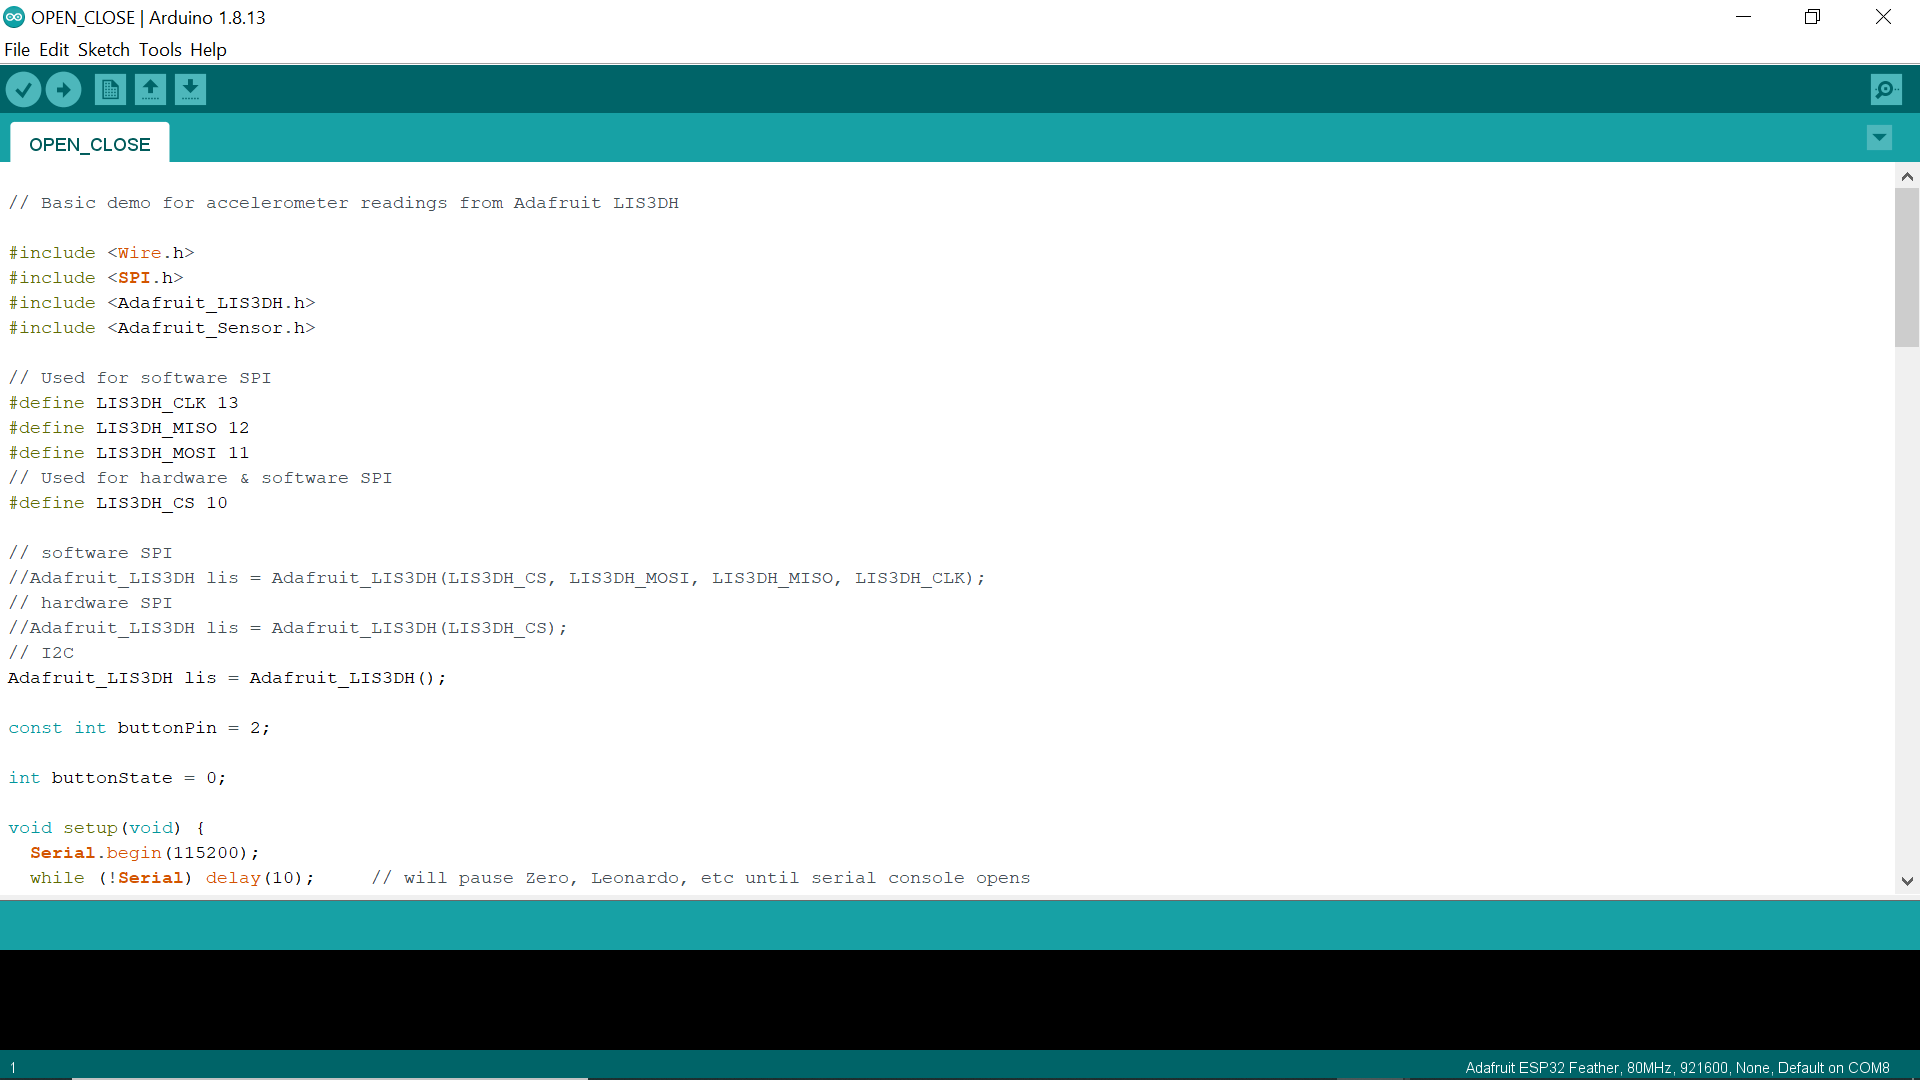 OPEN_CLOSE | Arduino 1.8.13
File Edit Sketch Tools Help
OPEN_CLOSE
// Basic demo for accelerometer readings from Adafruit LIS3DH
#include <Wire.h>
#include <SPI.h>
#include <Adafruit_LIS3DH.h>
#include <Adafruit_Sensor.h>
// Used for software SPI
#define LIS3DH_CLK 13
#define LIS3DH_MISO 12
#define LIS3DH_MOSI 11
// Used for hardware & software SPI
#define LIS3DH_CS 10
// software SPI
//Adafruit_LIS3DH lis = Adafruit_LIS3DH(LIS3DH_CS, LIS3DH_MOSI, LIS3DH_MISO, LIS3DH_CLK);
// hardware SPI
//Adafruit_LIS3DH lis = Adafruit_LIS3DH(LIS3DH_CS);
// I2C
Adafruit_LIS3DH lis = Adafruit_LIS3DH();
const int buttonPin = 2;
int buttonState = 0;
void setup(void) {
  Serial.begin(115200);
  while (!Serial) delay(10);     // will pause Zero, Leonardo, etc until serial console opens
1
Adafruit ESP32 Feather, 80MHz, 921600, None, Default on COM8